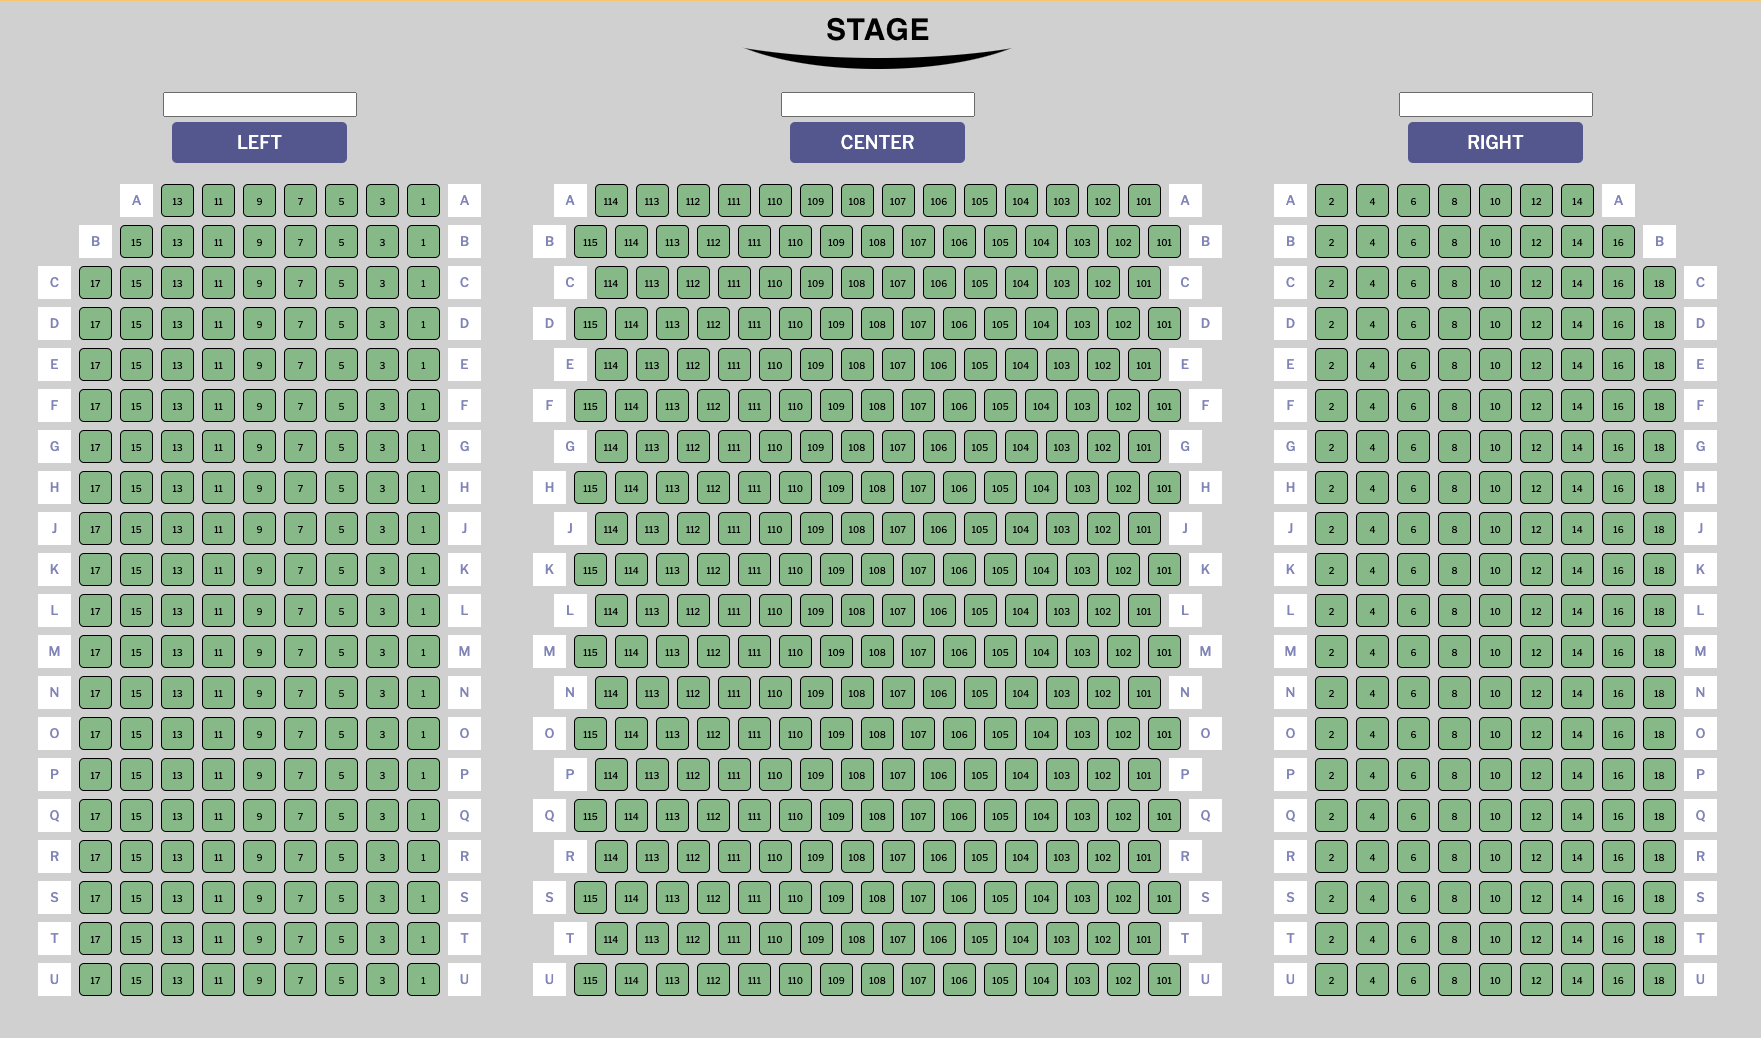 STAGE
LEFT CENTER RIGHT
A 13 11 9 7 5 3 1 A A 114 113 112 111 110 109 108 107 106 105 104 103 102 101 A A 2 4 6 8 10 12 14 A
B 15 13 11 9 7 5 3 1 B B 115 114 113 112 111 110 109 108 107 106 105 104 103 102 101 B B 2 4 6 8 10 12 14 16 B
C 17 15 13 11 9 7 5 3 1 C C 114 113 112 111 110 109 108 107 106 105 104 103 102 101 C C 2 4 6 8 10 12 14 16 18 C
D 17 15 13 11 9 7 5 3 1 D D 115 114 113 112 111 110 109 108 107 106 105 104 103 102 101 D D 2 4 6 8 10 12 14 16 18 D
E 17 15 13 11 9 7 5 3 1 E E 114 113 112 111 110 109 108 107 106 105 104 103 102 101 E E 2 4 6 8 10 12 14 16 18 E
F 17 15 13 11 9 7 5 3 1 F F 115 114 113 112 111 110 109 108 107 106 105 104 103 102 101 F F 2 4 6 8 10 12 14 16 18 F
G 17 15 13 11 9 7 5 3 1 G G 114 113 112 111 110 109 108 107 106 105 104 103 102 101 G G 2 4 6 8 10 12 14 16 18 G
H 17 15 13 11 9 7 5 3 1 H H 115 114 113 112 111 110 109 108 107 106 105 104 103 102 101 H H 2 4 6 8 10 12 14 16 18 H
J 17 15 13 11 9 7 5 3 1 J J 114 113 112 111 110 109 108 107 106 105 104 103 102 101 J J 2 4 6 8 10 12 14 16 18 J
K 17 15 13 11 9 7 5 3 1 K K 115 114 113 112 111 110 109 108 107 106 105 104 103 102 101 K K 2 4 6 8 10 12 14 16 18 K
L 17 15 13 11 9 7 5 3 1 L L 114 113 112 111 110 109 108 107 106 105 104 103 102 101 L L 2 4 6 8 10 12 14 16 18 L
M 17 15 13 11 9 7 5 3 1 M M 115 114 113 112 111 110 109 108 107 106 105 104 103 102 101 M M 2 4 6 8 10 12 14 16 18 M
N 17 15 13 11 9 7 5 3 1 N N 114 113 112 111 110 109 108 107 106 105 104 103 102 101 N N 2 4 6 8 10 12 14 16 18 N
O 17 15 13 11 9 7 5 3 1 O O 115 114 113 112 111 110 109 108 107 106 105 104 103 102 101 O O 2 4 6 8 10 12 14 16 18 O
P 17 15 13 11 9 7 5 3 1 P P 114 113 112 111 110 109 108 107 106 105 104 103 102 101 P P 2 4 6 8 10 12 14 16 18 P
Q 17 15 13 11 9 7 5 3 1 Q Q 115 114 113 112 111 110 109 108 107 106 105 104 103 102 101 Q Q 2 4 6 8 10 12 14 16 18 Q
R 17 15 13 11 9 7 5 3 1 R R 114 113 112 111 110 109 108 107 106 105 104 103 102 101 R R 2 4 6 8 10 12 14 16 18 R
S 17 15 13 11 9 7 5 3 1 S S 115 114 113 112 111 110 109 108 107 106 105 104 103 102 101 S S 2 4 6 8 10 12 14 16 18 S
T 17 15 13 11 9 7 5 3 1 T T 114 113 112 111 110 109 108 107 106 105 104 103 102 101 T T 2 4 6 8 10 12 14 16 18 T
U 17 15 13 11 9 7 5 3 1 U U 115 114 113 112 111 110 109 108 107 106 105 104 103 102 101 U U 2 4 6 8 10 12 14 16 18 U